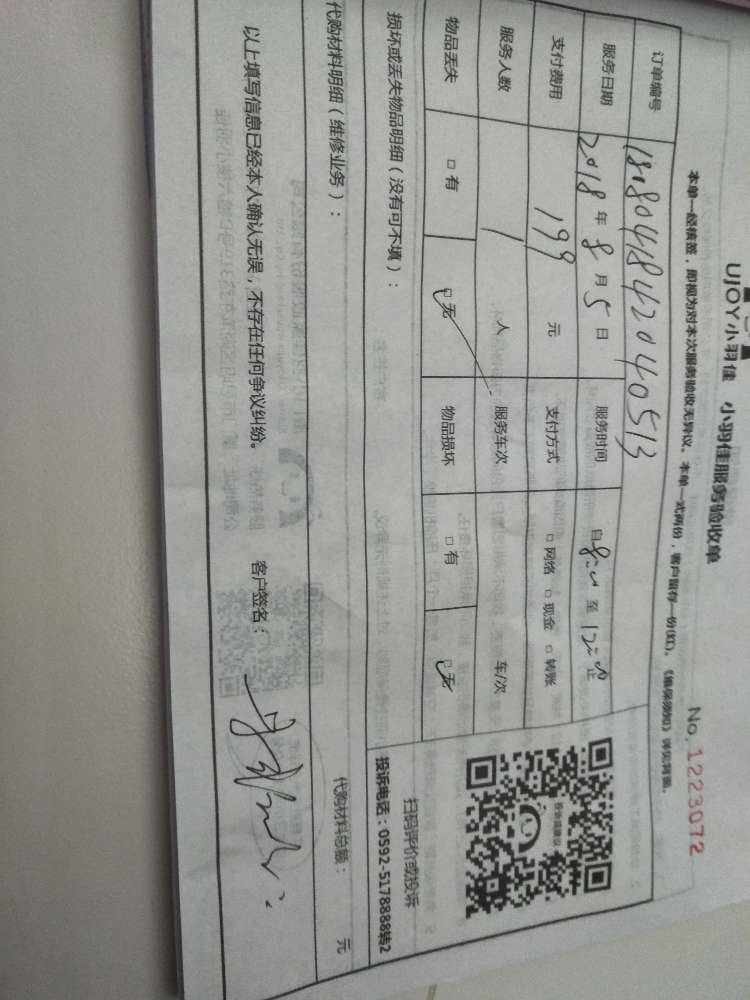 UJOY小羽佳 小羽佳服务验收单
No. 1223072
本单一经核签，即视为对本次服务验收无异议。本单一式两份，客户留存一份(红)。《维保须知》详见背面。
订单编号
服务日期 2018 年 8 月 5 日 服务时间 自 8:00 至 12:00 止
支付费用 199 元 支付方式 □ 网络 □ 现金 □ 转账
服务人数 1 人 服务车次 车/次
物品丢失 □ 有 □ 无 物品损坏 □ 有 □ 无
扫码评价或投诉
投诉电话：0592-5178888转2
损坏或丢失物品明细（没有可不填）：
代购材料明细（维修业务）： 代购材料总额： 元
以上填写信息已经本人确认无误，不存在任何争议纠纷。 客户签名：